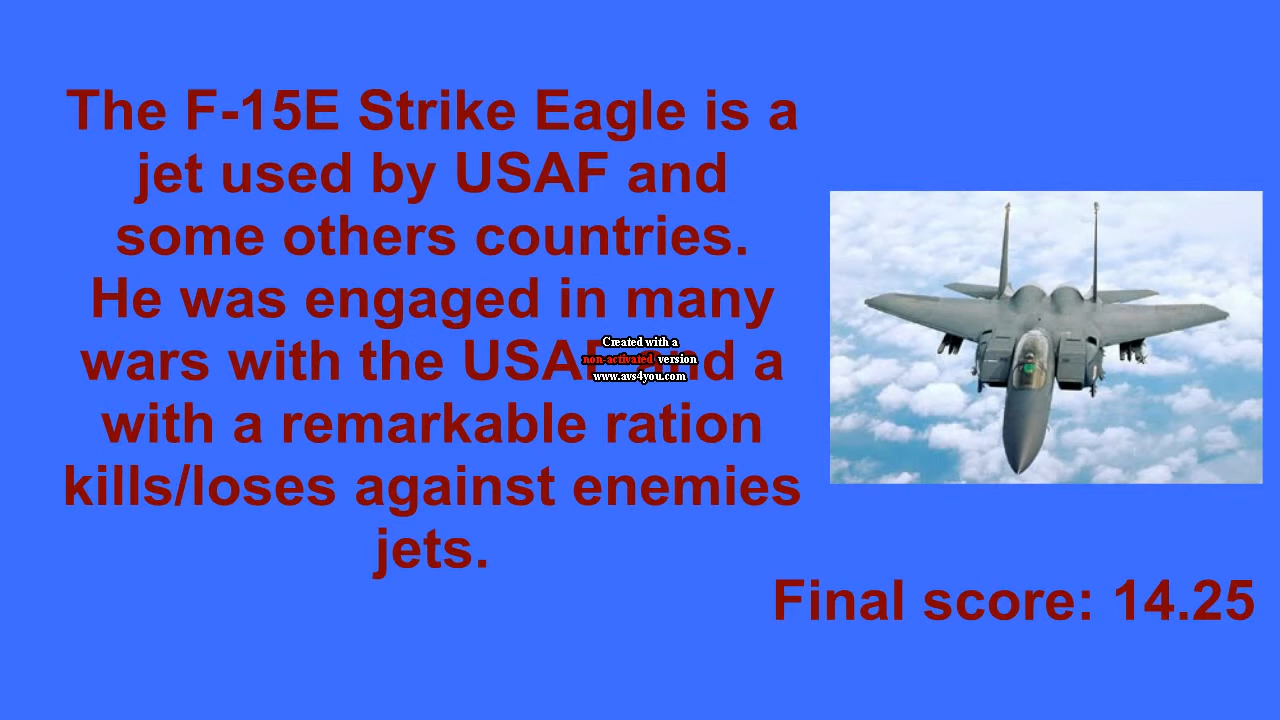 The F-15E Strike Eagle is a
jet used by USAF and
some others countries.
He was engaged in many
wars with the USAF and a
with a remarkable ration
kills/loses against enemies
jets.
Created with a
non-activated version
www.avs4you.com
Final score: 14.25